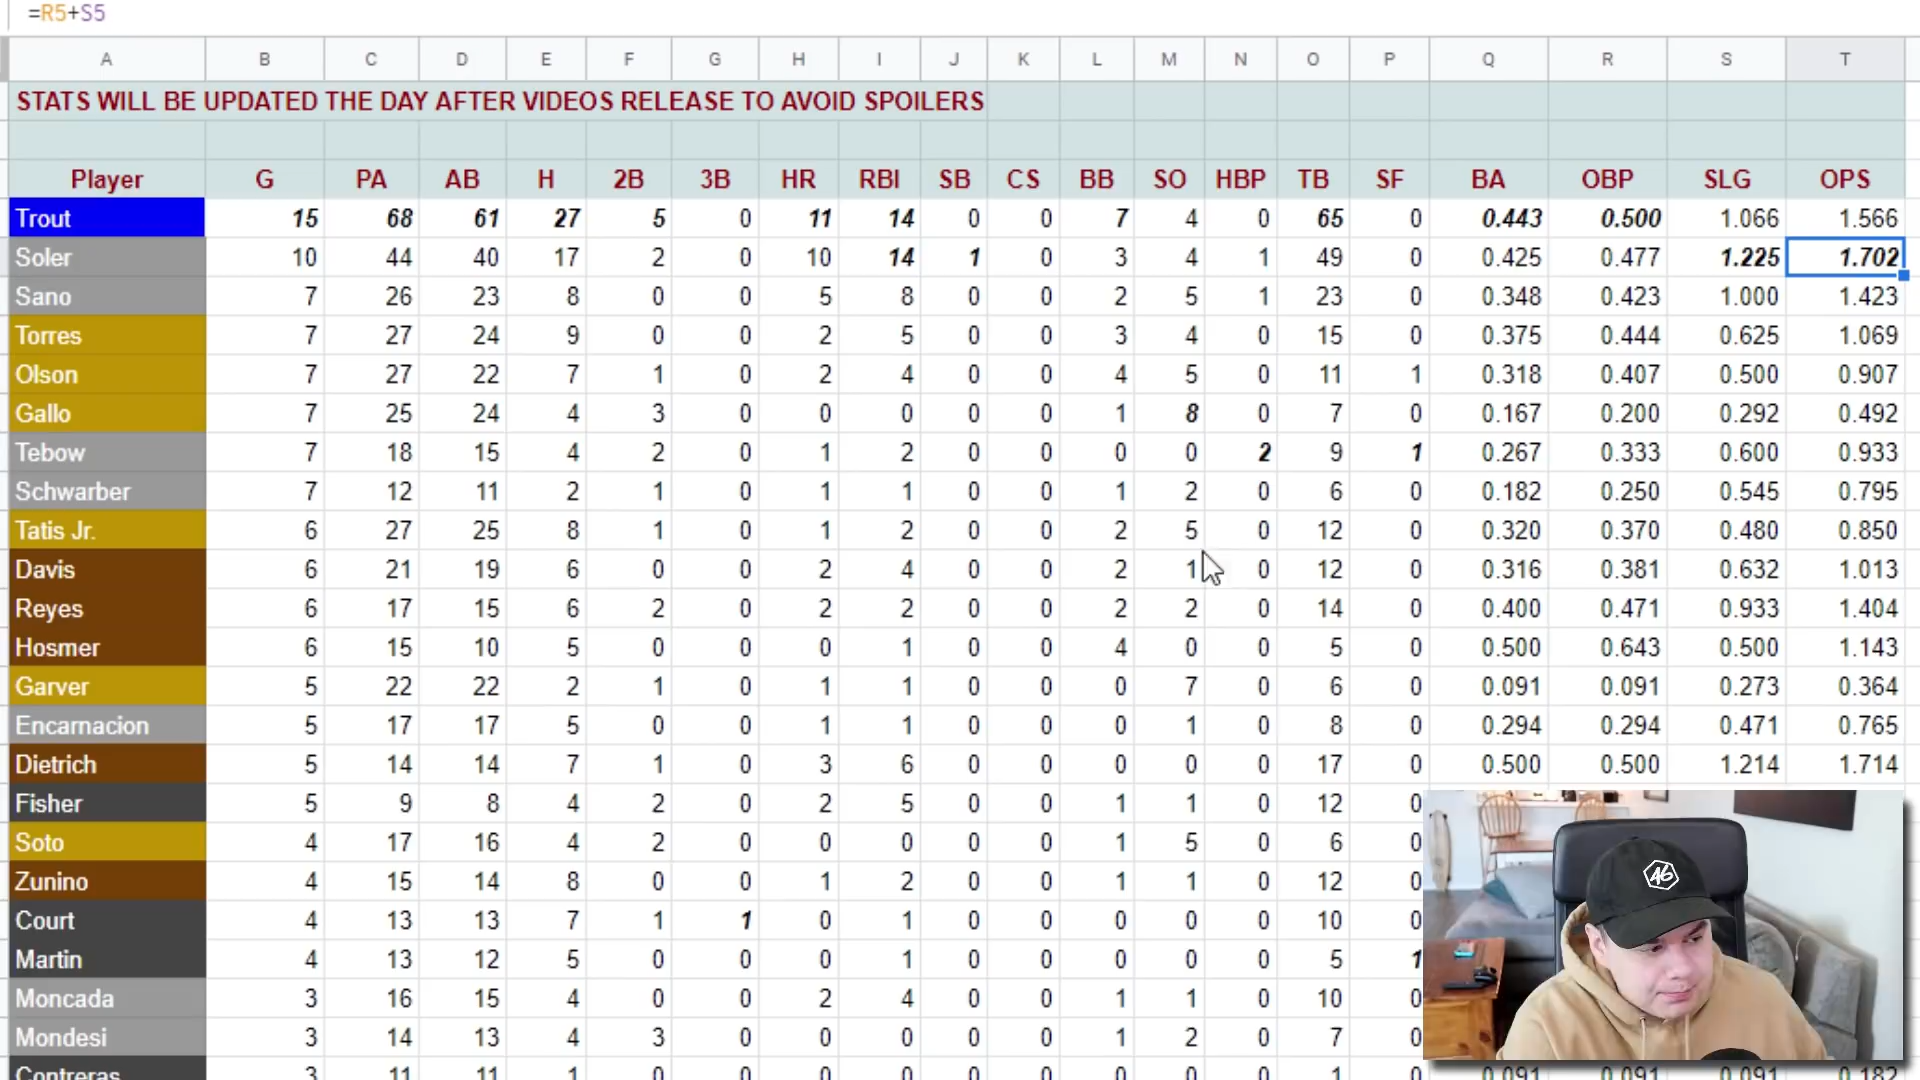 =R5+S5
A B C D E F G H I J K L M N O P Q R S T
STATS WILL BE UPDATED THE DAY AFTER VIDEOS RELEASE TO AVOID SPOILERS
Player G PA AB H 2B 3B HR RBI SB CS BB SO HBP TB SF BA OBP SLG OPS
Trout 15 68 61 27 5 0 11 14 0 0 7 4 0 65 0 0.443 0.500 1.066 1.566
Soler 10 44 40 17 2 0 10 14 1 0 3 4 1 49 0 0.425 0.477 1.225 1.702
Sano 7 26 23 8 0 0 5 8 0 0 2 5 1 23 0 0.348 0.423 1.000 1.423
Torres 7 27 24 9 0 0 2 5 0 0 3 4 0 15 0 0.375 0.444 0.625 1.069
Olson 7 27 22 7 1 0 2 4 0 0 4 5 0 11 1 0.318 0.407 0.500 0.907
Gallo 7 25 24 4 3 0 0 0 0 0 1 8 0 7 0 0.167 0.200 0.292 0.492
Tebow 7 18 15 4 2 0 1 2 0 0 0 0 2 9 1 0.267 0.333 0.600 0.933
Schwarber 7 12 11 2 1 0 1 1 0 0 1 2 0 6 0 0.182 0.250 0.545 0.795
Tatis Jr. 6 27 25 8 1 0 1 2 0 0 2 5 0 12 0 0.320 0.370 0.480 0.850
Davis 6 21 19 6 0 0 2 4 0 0 2 1 0 12 0 0.316 0.381 0.632 1.013
Reyes 6 17 15 6 2 0 2 2 0 0 2 2 0 14 0 0.400 0.471 0.933 1.404
Hosmer 6 15 10 5 0 0 0 1 0 0 4 0 0 5 0 0.500 0.643 0.500 1.143
Garver 5 22 22 2 1 0 1 1 0 0 0 7 0 6 0 0.091 0.091 0.273 0.364
Encarnacion 5 17 17 5 0 0 1 1 0 0 0 1 0 8 0 0.294 0.294 0.471 0.765
Dietrich 5 14 14 7 1 0 3 6 0 0 0 0 0 17 0 0.500 0.500 1.214 1.714
Fisher 5 9 8 4 2 0 2 5 0 0 1 1 0 12 0
Soto 4 17 16 4 2 0 0 0 0 0 1 5 0 6 0
Zunino 4 15 14 8 0 0 1 2 0 0 1 1 0 12 0
Court 4 13 13 7 1 1 0 1 0 0 0 0 0 10 0
Martin 4 13 12 5 0 0 0 1 0 0 0 0 0 5 1
Moncada 3 16 15 4 0 0 2 4 0 0 1 1 0 10 0
Mondesi 3 14 13 4 3 0 0 0 0 0 1 2 0 7 0
Contreras 3 11 11 1 0 0 0 0 0 0 0 0 0 1 0 0.091 0.091 0.091 0.182
46